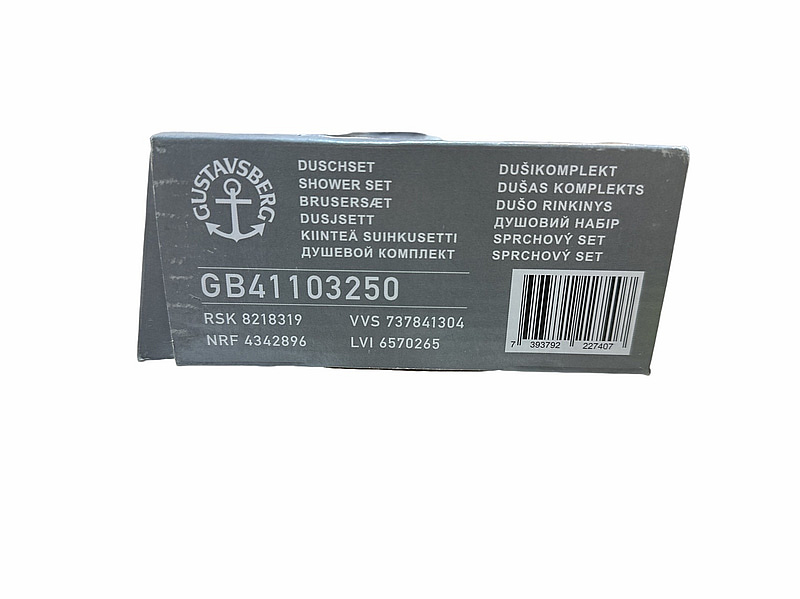 GUSTAVSBERG
DUSCHSET
SHOWER SET
BRUSERSÆT
DUSJSETT
KIINTEÄ SUIHKUSETTI
ДУШЕВОЙ КОМПЛЕКТ
DUŠIKOMPLEKT
DUŠAS KOMPLEKTS
DUŠO RINKINYS
ДУШОВИЙ НАБІР
SPRCHOVÝ SET
SPRCHOVÝ SET
GB41103250
RSK 8218319 VVS 737841304
NRF 4342896 LVI 6570265
7 393792 227407